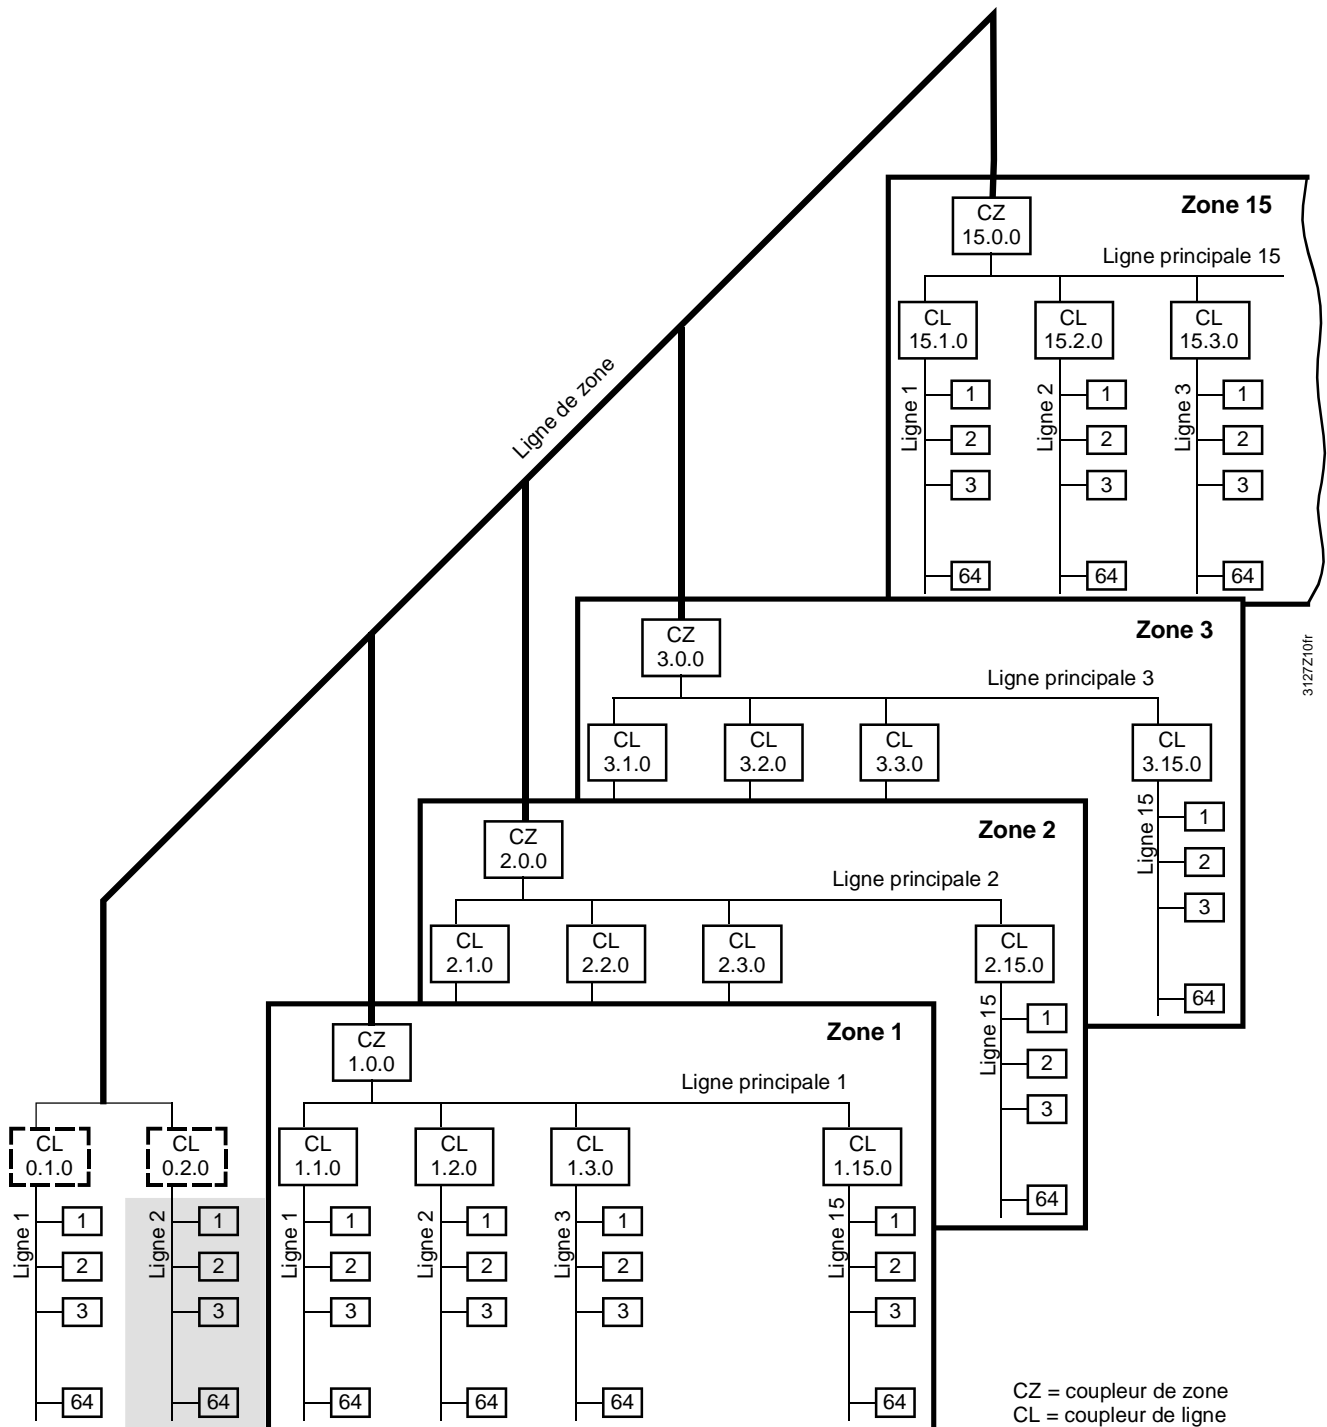 Zone 15
CZ
15.0.0
Ligne principale 15
CL
15.1.0
CL
15.2.0
CL
15.3.0
Ligne 1
1
2
3
64
Ligne 2
1
2
3
64
Ligne 3
1
2
3
64
Ligne de zone
Zone 3
CZ
3.0.0
Ligne principale 3
CL
3.1.0
CL
3.2.0
CL
3.3.0
CL
3.15.0
Ligne 15
1
2
3
64
3127Z10fr
Zone 2
CZ
2.0.0
Ligne principale 2
CL
2.1.0
CL
2.2.0
CL
2.3.0
CL
2.15.0
Ligne 15
1
2
3
64
Zone 1
CZ
1.0.0
Ligne principale 1
CL
1.1.0
CL
1.2.0
CL
1.3.0
CL
1.15.0
Ligne 1
1
2
3
64
Ligne 2
1
2
3
64
Ligne 3
1
2
3
64
Ligne 15
1
2
3
64
CL
0.1.0
CL
0.2.0
Ligne 1
1
2
3
64
Ligne 2
1
2
3
64
CZ = coupleur de zone
CL = coupleur de ligne